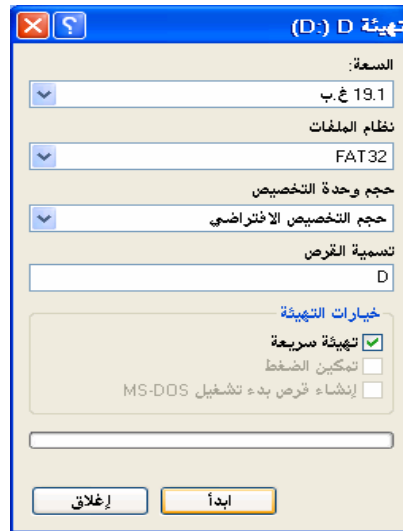 تهيئة D (D:)
السعة:
19.1 غ.ب
نظام الملفات
FAT32
حجم وحدة التخصيص
حجم التخصيص الافتراضي
تسمية القرص
D
خيارات التهيئة
تهيئة سريعة
تمكين الضغط
إنشاء قرص بدء تشغيل MS-DOS
ابدأ
إغلاق